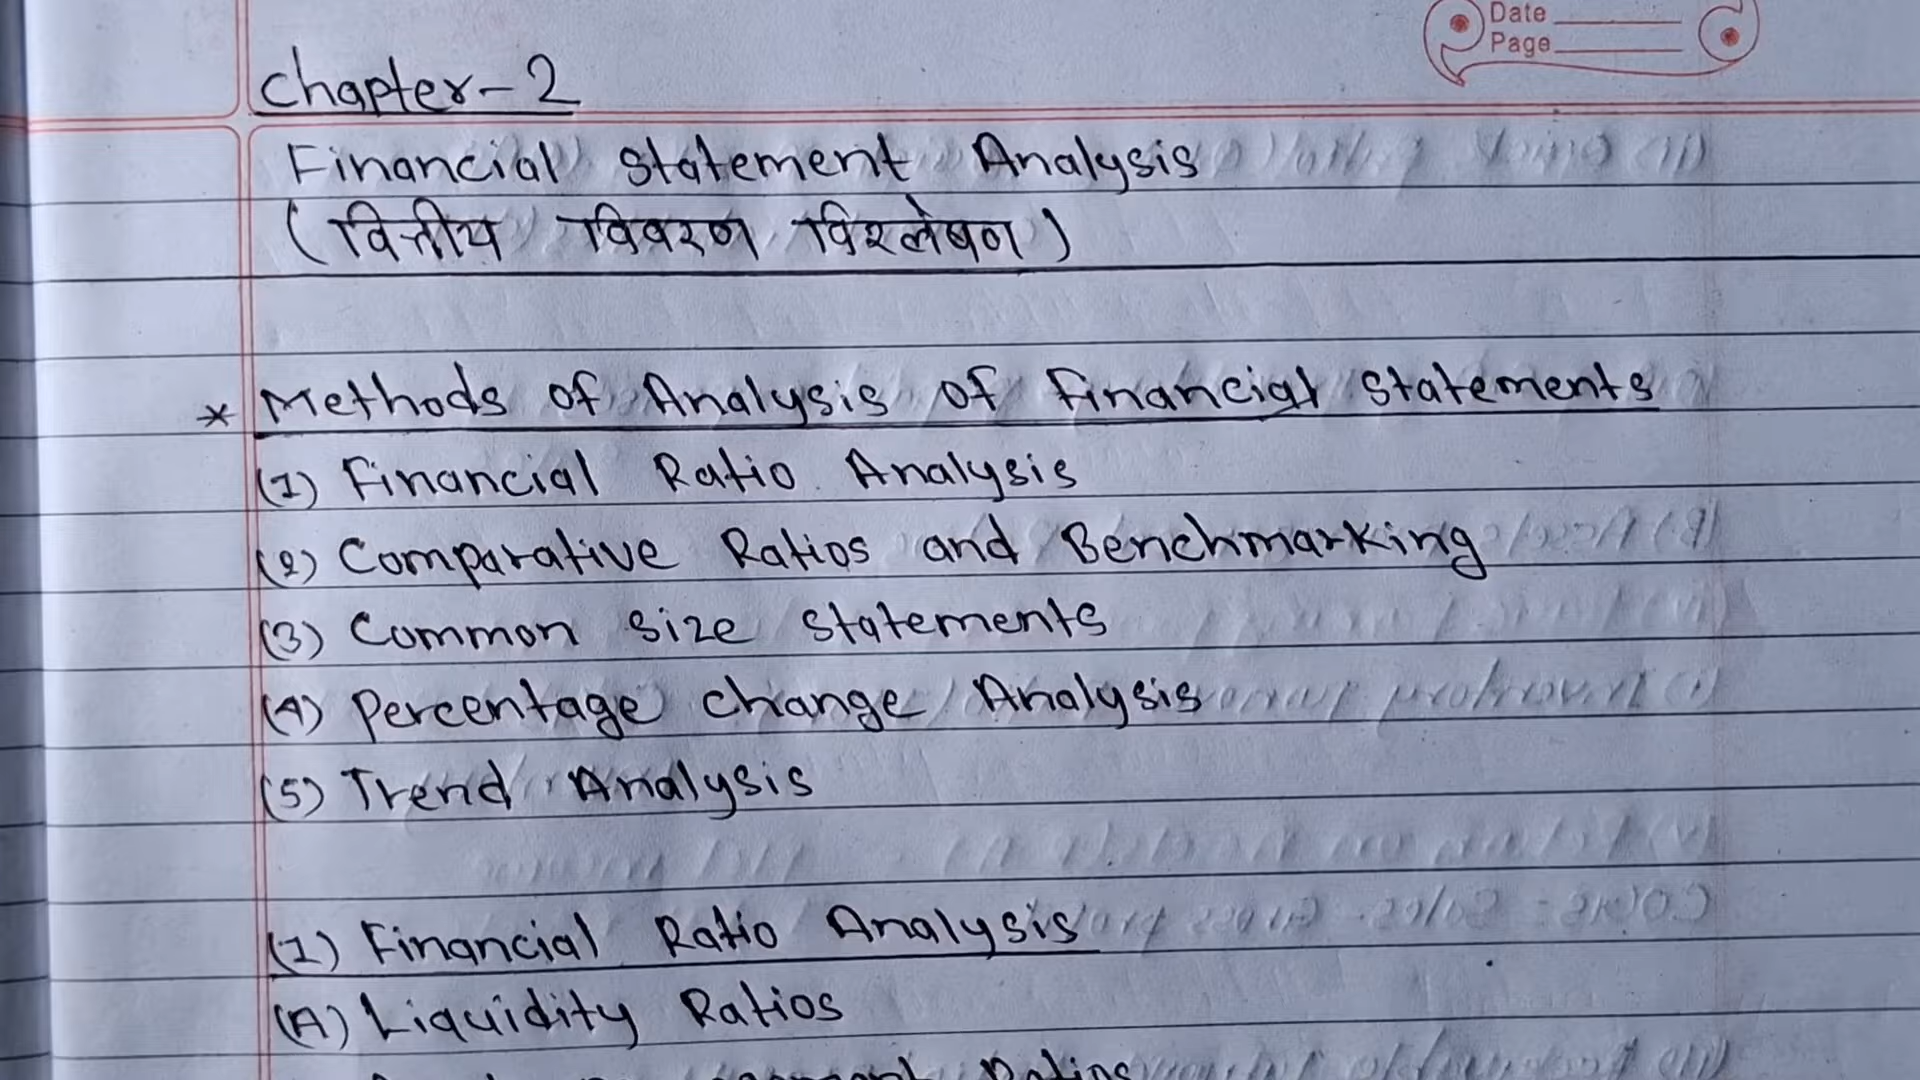 Date
Page
Chapter-2
Financial Statement Analysis
(वित्तीय विवरण विश्लेषण)
* Methods of Analysis of Financial Statements
(1) Financial Ratio Analysis
(2) Comparative Ratios and Benchmarking
(3) Common Size Statements
(4) Percentage Change Analysis
(5) Trend Analysis
(1) Financial Ratio Analysis
(A) Liquidity Ratios
Ratios